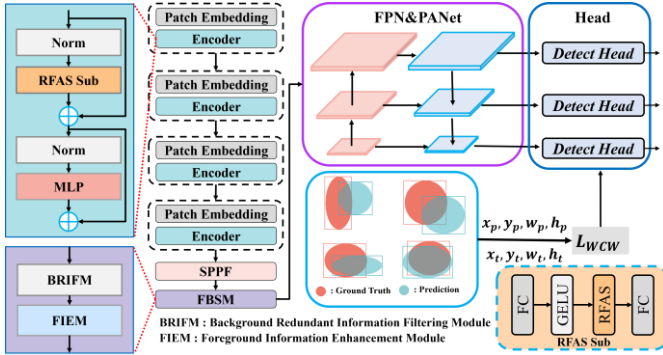 Norm
RFAS Sub
Norm
MLP
BRIFM
FIEM
Patch Embedding
Encoder
Patch Embedding
Encoder
Patch Embedding
Encoder
Patch Embedding
Encoder
SPPF
FBSM
FPN&PANet
Head
Detect Head
Detect Head
Detect Head
: Ground Truth : Prediction
x_p, y_p, w_p, h_p
x_t, y_t, w_t, h_t
L_WCW
FC
GELU
RFAS
FC
RFAS Sub
BRIFM : Background Redundant Information Filtering Module
FIEM : Foreground Information Enhancement Module